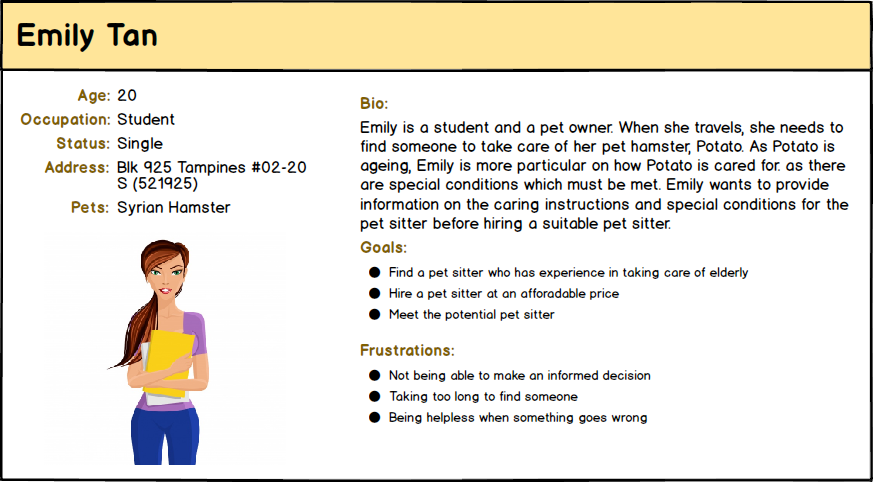 Emily Tan
Age: 20
Occupation: Student
Status: Single
Address: Blk 925 Tampines #02-20
S (521925)
Pets: Syrian Hamster
Bio:
Emily is a student and a pet owner. When she travels, she needs to
find someone to take care of her pet hamster, Potato. As Potato is
ageing, Emily is more particular on how Potato is cared for. as there
are special conditions which must be met. Emily wants to provide
information on the caring instructions and special conditions for the
pet sitter before hiring a suitable pet sitter.
Goals:
● Find a pet sitter who has experience in taking care of elderly
● Hire a pet sitter at an afforadable price
● Meet the potential pet sitter
Frustrations:
● Not being able to make an informed decision
● Taking too long to find someone
● Being helpless when something goes wrong